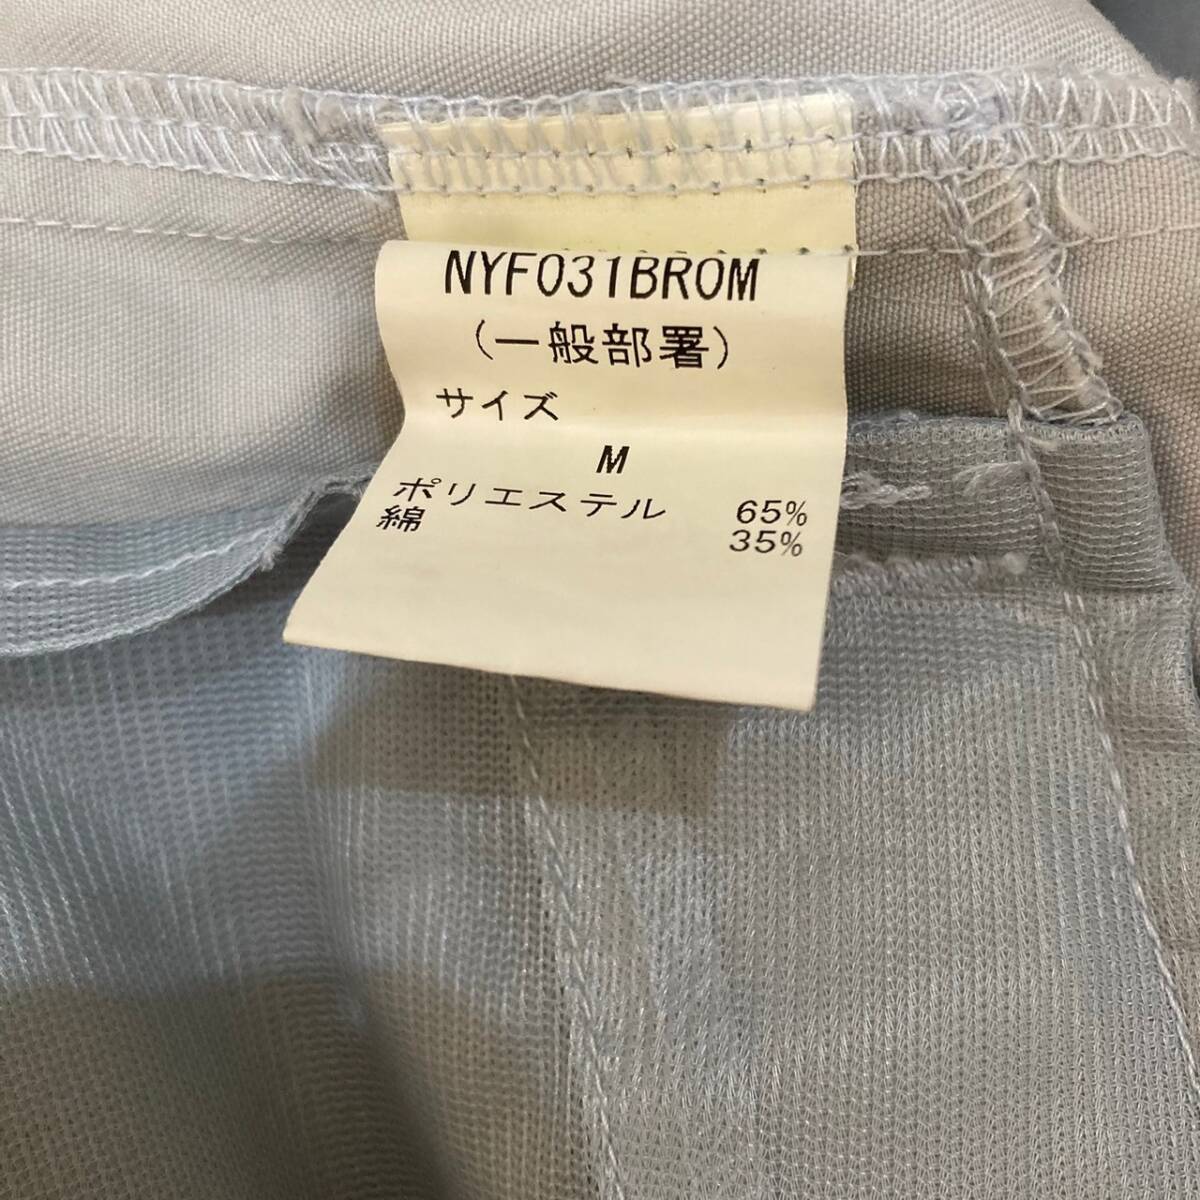 NYF031BROM
(一般部署)
サイズ
M
ポリエステル 65%
綿 35%